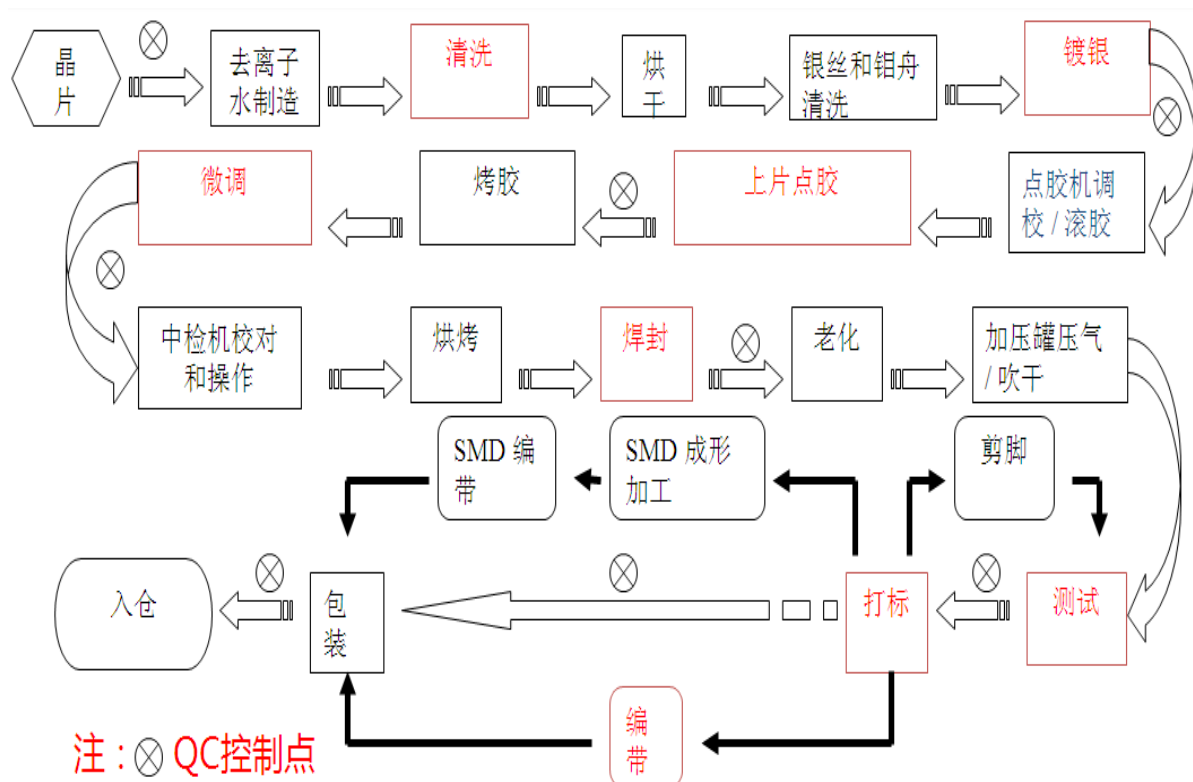 晶
片
去离子
水制造
清洗
烘
干
银丝和钼舟
清洗
镀银
微调
烤胶
上片点胶
点胶机调
校 / 滚胶
中检机校对
和操作
烘烤
焊封
老化
加压罐压气
/ 吹干
SMD 编
带
SMD 成形
加工
剪脚
入仓
包
装
打标
测试
编
带
注：⊗ QC控制点